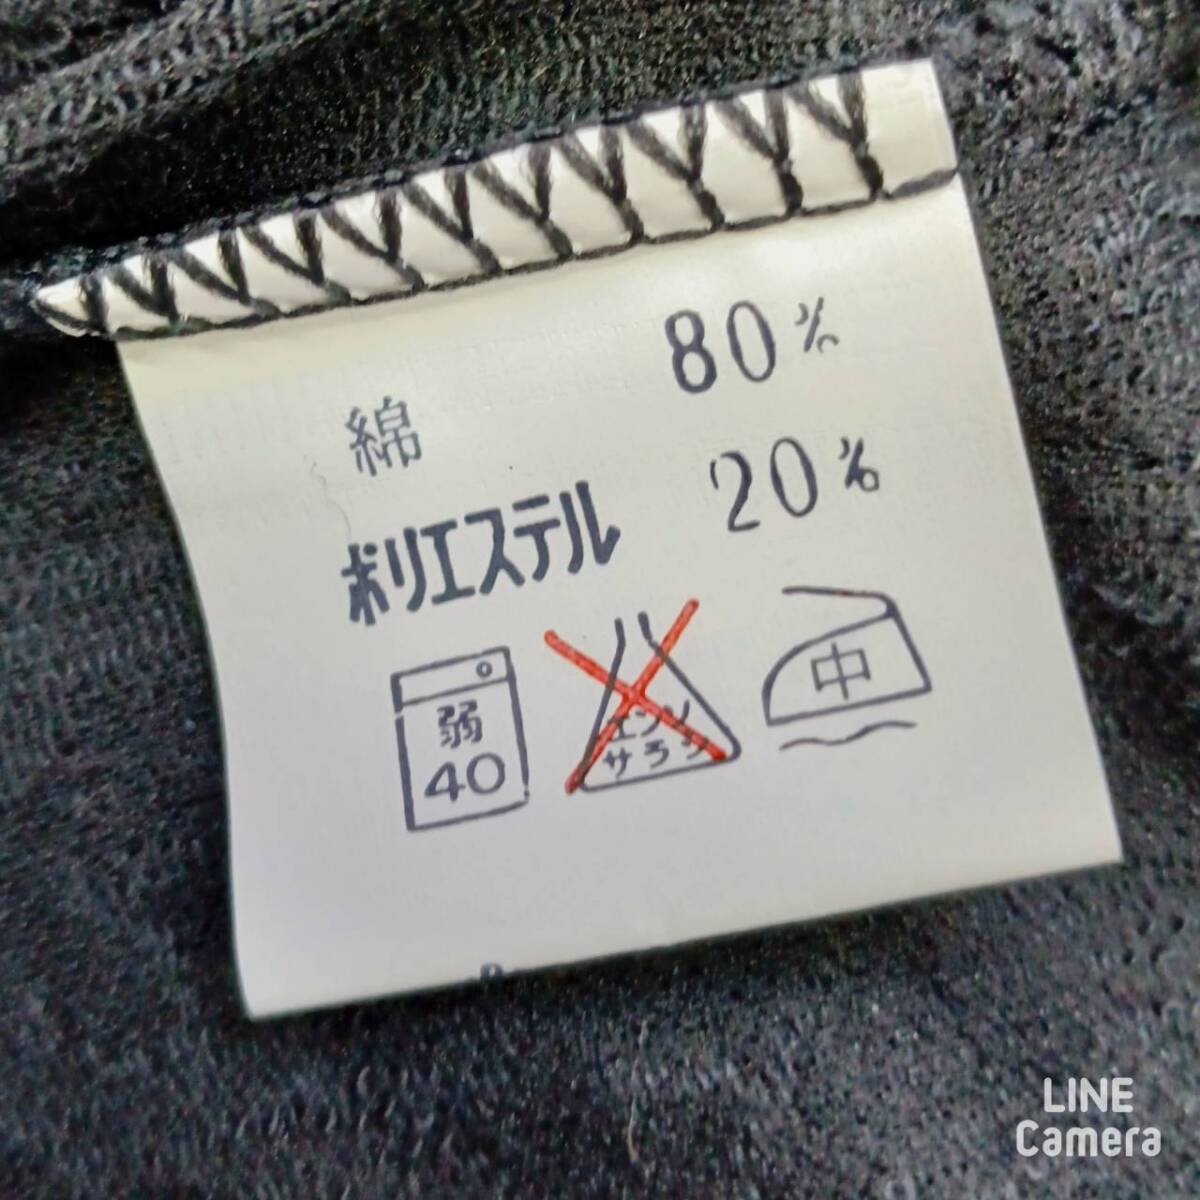 綿 80%
ポリエステル 20%
弱
40
エンソ
サラシ
中
LINE
Camera